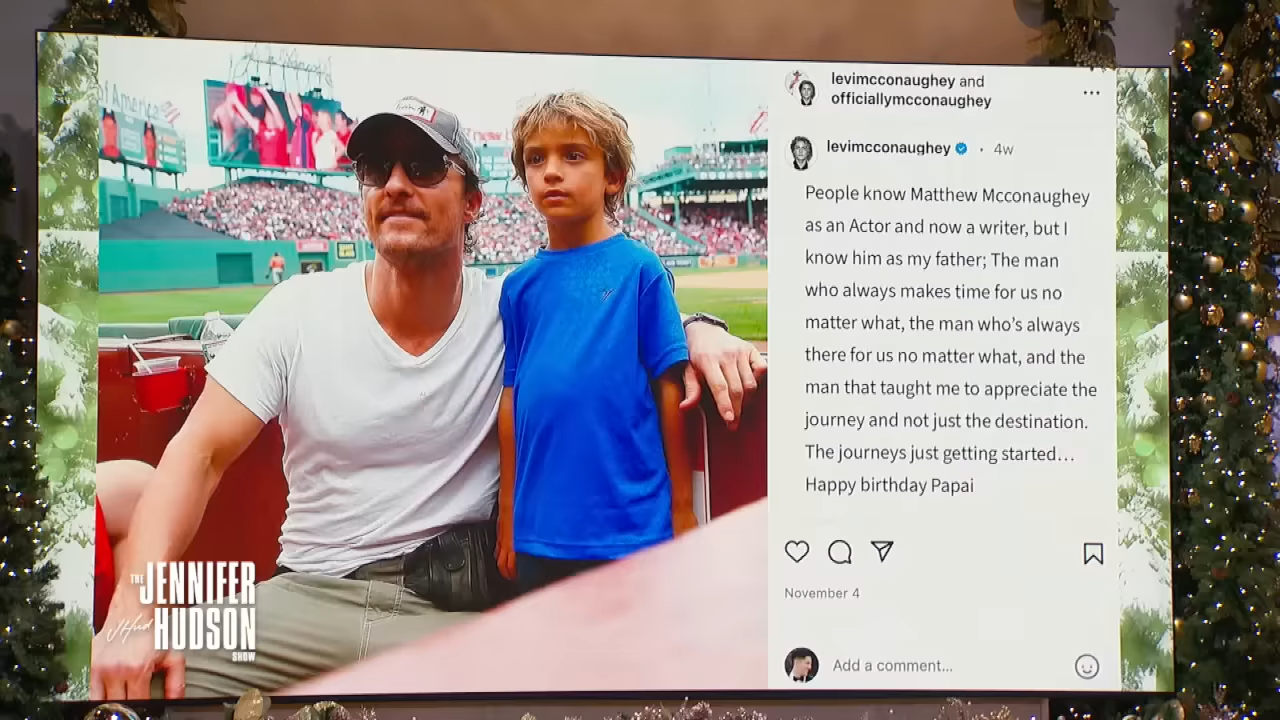 levimcconaughey and
officiallymcconaughey
levimcconaughey • 4w
People know Matthew Mcconaughey
as an Actor and now a writer, but I
know him as my father; The man
who always makes time for us no
matter what, the man who's always
there for us no matter what, and the
man that taught me to appreciate the
journey and not just the destination.
The journeys just getting started…
Happy birthday Papai
November 4
Add a comment...
of America
THE
JENNIFER
JHud
HUDSON
SHOW